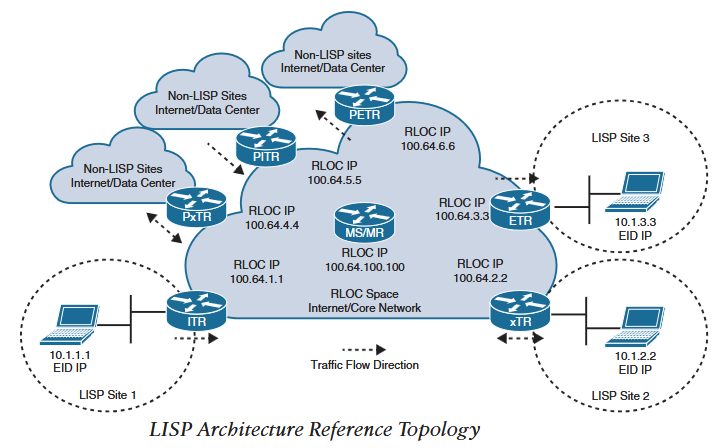 Non-LISP sites
Internet/Data Center
PETR
Non-LISP Sites
Internet/Data Center
PITR
Non-LISP Sites
Internet/Data Center
PxTR
RLOC IP
100.64.6.6
RLOC IP
100.64.5.5
RLOC IP
100.64.4.4
MS/MR
RLOC IP
100.64.100.100
RLOC IP
100.64.3.3
ETR
LISP Site 3
10.1.3.3
EID IP
RLOC IP
100.64.1.1
ITR
RLOC IP
100.64.2.2
xTR
RLOC Space
Internet/Core Network
10.1.1.1
EID IP
LISP Site 1
Traffic Flow Direction
10.1.2.2
EID IP
LISP Site 2
LISP Architecture Reference Topology